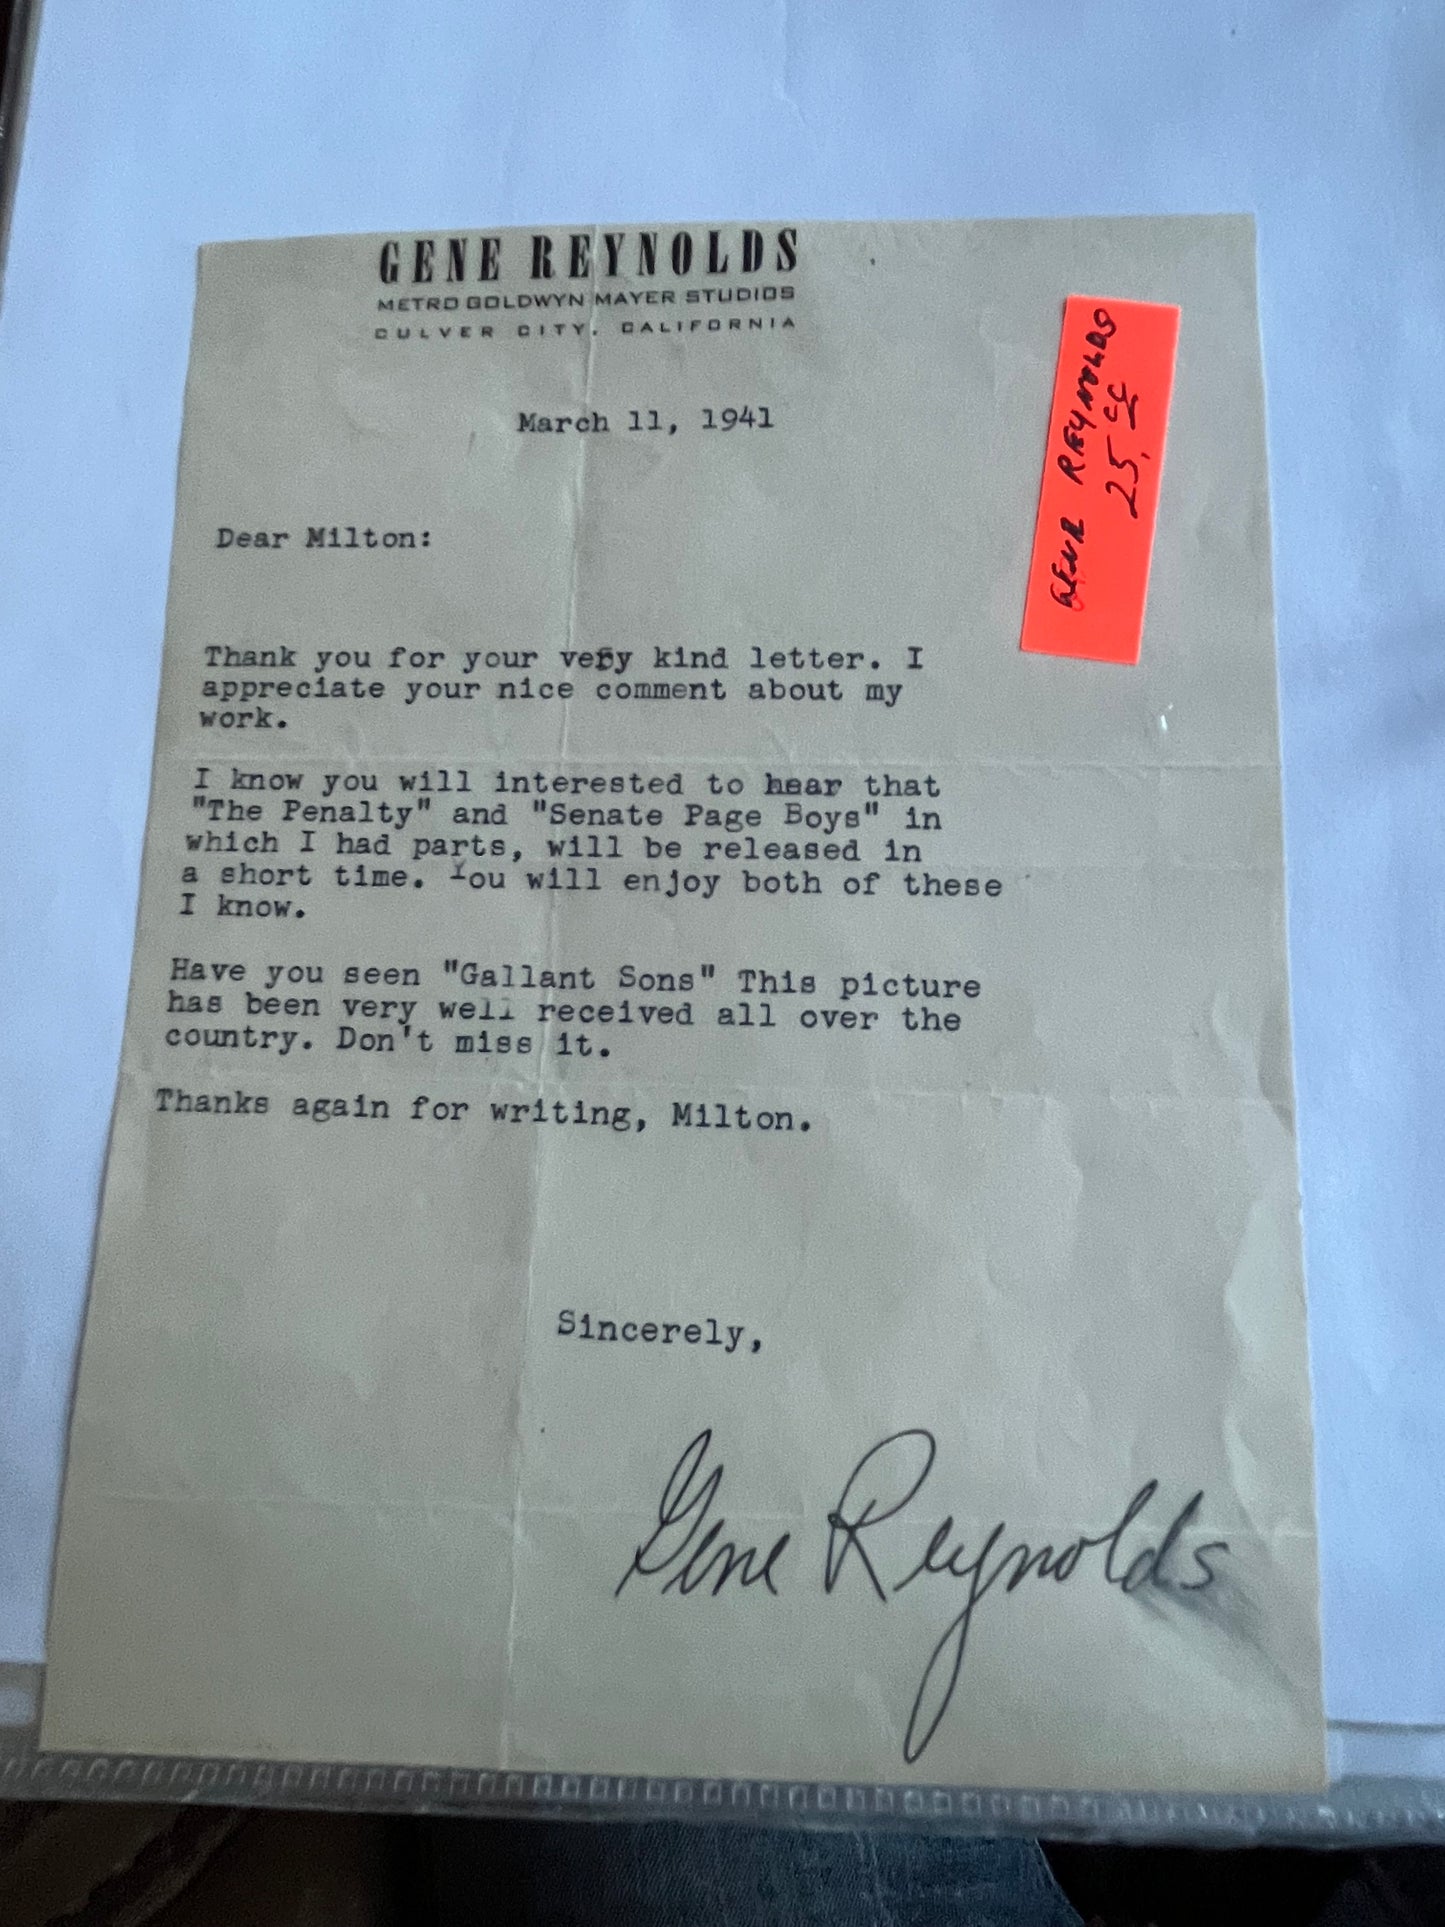 GENE REYNOLDS
METRO GOLDWYN MAYER STUDIOS
CULVER CITY, CALIFORNIA
GENE REYNOLDS
25.
March 11, 1941
Dear Milton:
Thank you for your very kind letter. I
appreciate your nice comment about my
work.
I know you will interested to hear that
"The Penalty" and "Senate Page Boys" in
which I had parts, will be released in
a short time. You will enjoy both of these
I know.
Have you seen "Gallant Sons" This picture
has been very well received all over the
country. Don't miss it.
Thanks again for writing, Milton.
Sincerely,
Gene Reynolds